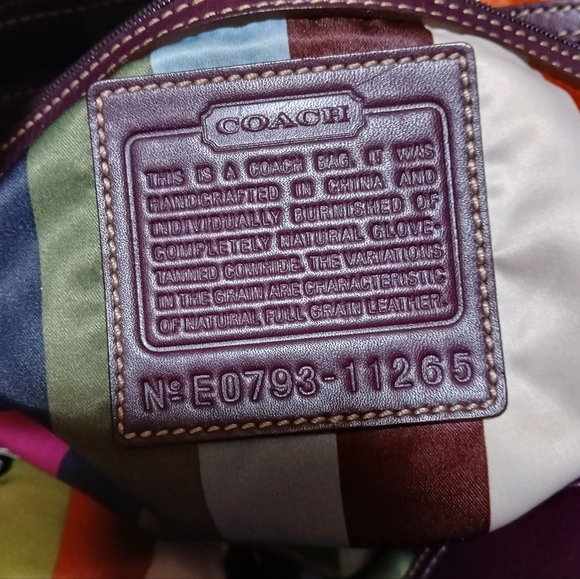 COACH
THIS IS A COACH BAG. IT WAS
HANDCRAFTED IN CHINA AND
INDIVIDUALLY BURNISHED OF
COMPLETELY NATURAL GLOVE-
TANNED COWHIDE. THE VARIATIONS
IN THE GRAIN ARE CHARACTERISTIC
OF NATURAL FULL GRAIN LEATHER.
Nº E0793-11265